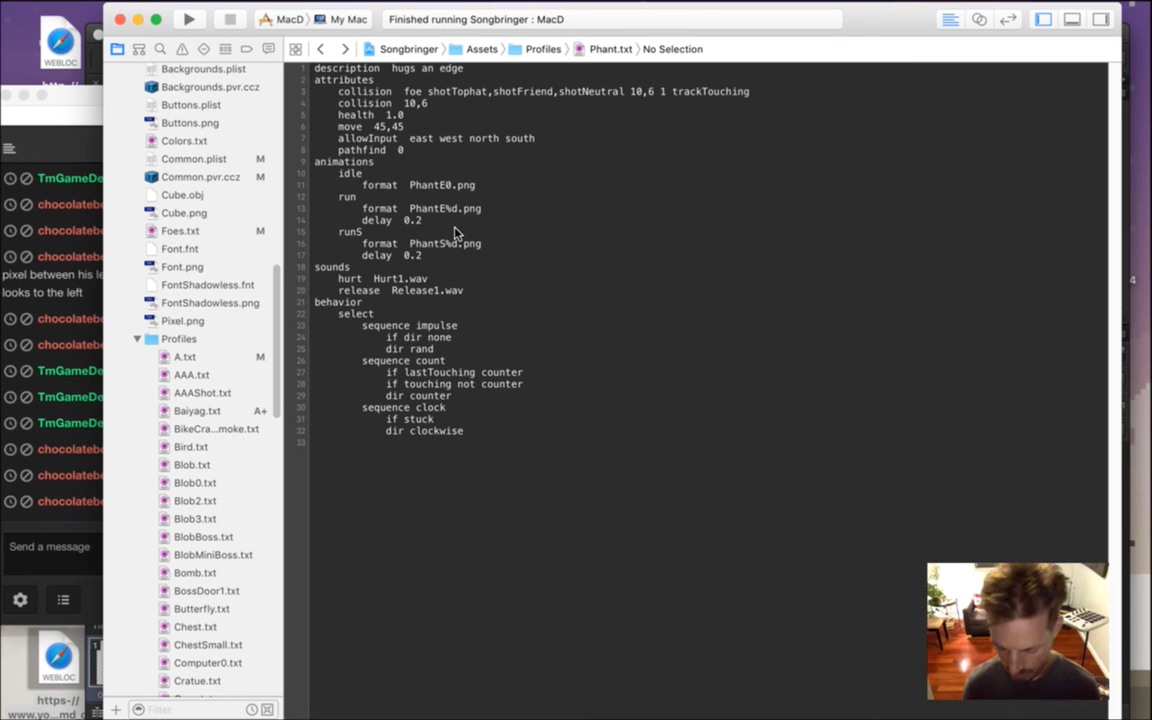 MacD
My Mac
Finished running Songbringer : MacD
WEBLOC
http-//
Songbringer
Assets
Profiles
Phant.txt
No Selection
Backgrounds.plist
Backgrounds.pvr.ccz
Buttons.plist
Buttons.png
Colors.txt
Common.plist M
Common.pvr.ccz M
Cube.obj
Cube.png
Foes.txt M
Font.fnt
Font.png
FontShadowless.fnt
FontShadowless.png
Pixel.png
Profiles
A.txt M
AAA.txt
AAAShot.txt
Baiyag.txt A+
BikeCra...moke.txt
Bird.txt
Blob.txt
Blob0.txt
Blob2.txt
Blob3.txt
BlobBoss.txt
BlobMiniBoss.txt
Bomb.txt
BossDoor1.txt
Butterfly.txt
Chest.txt
ChestSmall.txt
Computer0.txt
Cratue.txt
Filter
1 description hugs an edge
2 attributes
3 collision foe shotTophat,shotFriend,shotNeutral 10,6 1 trackTouching
4 collision 10,6
5 health 1.0
6 move 45,45
7 allowInput east west north south
8 pathfind 0
9 animations
10 idle
11 format PhantE0.png
12 run
13 format PhantE%d.png
14 delay 0.2
15 runS
16 format PhantS%d.png
17 delay 0.2
18 sounds
19 hurt Hurt1.wav
20 release Release1.wav
21 behavior
22 select
23 sequence impulse
24 if dir none
25 dir rand
26 sequence count
27 if lastTouching counter
28 if touching not counter
29 dir counter
30 sequence clock
31 if stuck
32 dir clockwise
33
TmGameDe
chocolatebe
chocolatebe
chocolatebe
pixel between his le
looks to the left
chocolatebe
chocolatebe
TmGameDe
TmGameDe
TmGameDe
chocolatebe
chocolatebe
chocolatebe
Send a message
WEBLOC
https-//
www.yo...md_c